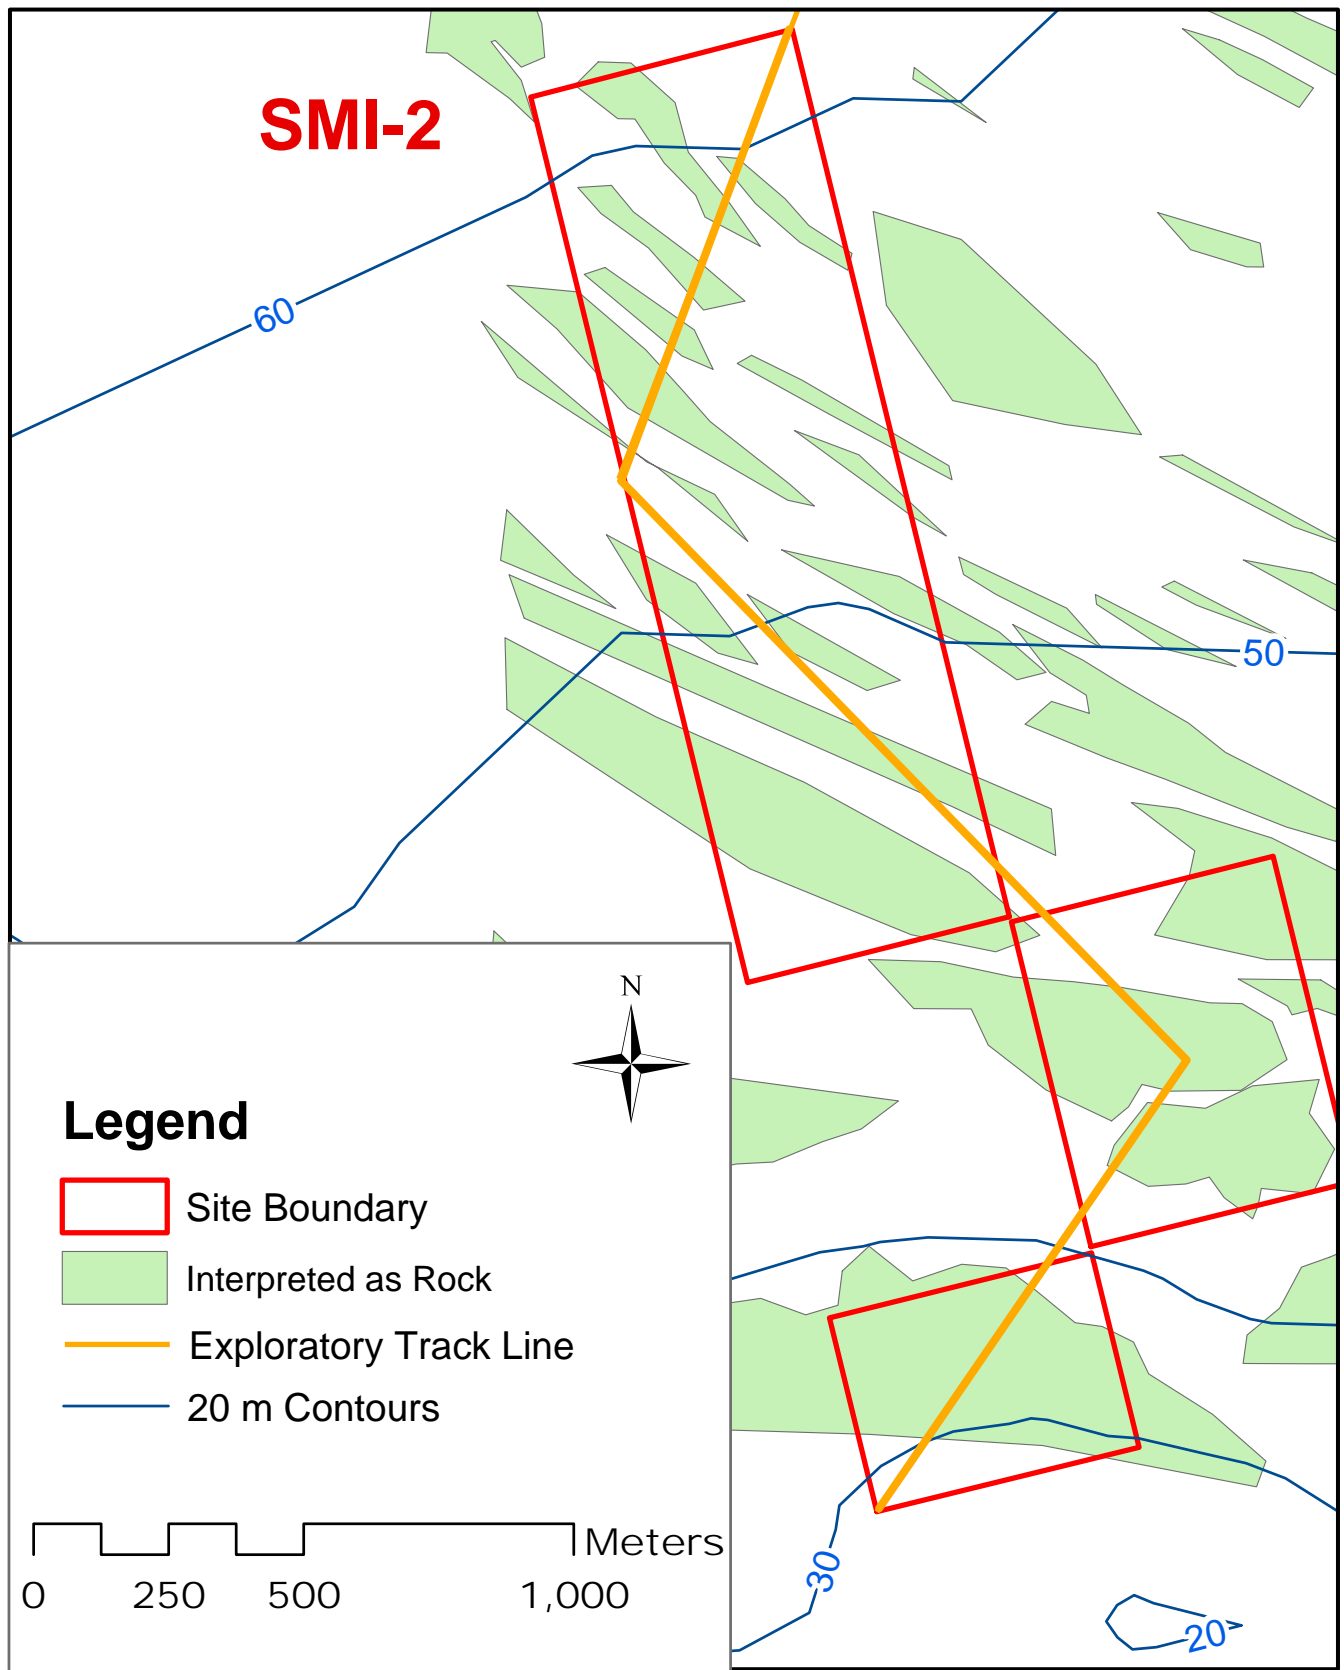 SMI-2
60
50
N
Legend
Site Boundary
Interpreted as Rock
Exploratory Track Line
20 m Contours
Meters
0 250 500 1,000
30
20